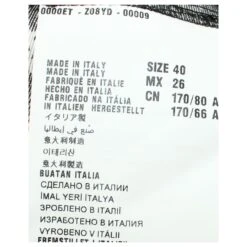 0000ET - Z08YD - 00009
MADE IN ITALY SIZE 40
MADE IN ITALY MX 26
FABRIQUÉ EN ITALIE CN 170/80 A
HECHO EN ITALIA 170/66 A
FABRICADO NA ITÁLIA
IN ITALIEN HERGESTELLT
イタリア製
صنع في إيطاليا
意大利制造
이태리산
意大利製造
BUATAN ITALIA
СДЕЛАНО В ИТАЛИИ
İMAL YERİ İTALYA
ЗРОБЛЕНО В ІТАЛІЇ
ИЗРАБОТЕНО В ИТАЛИЯ
VYROBENO V ITÁLII
FREMSTILLET I ITALIEN